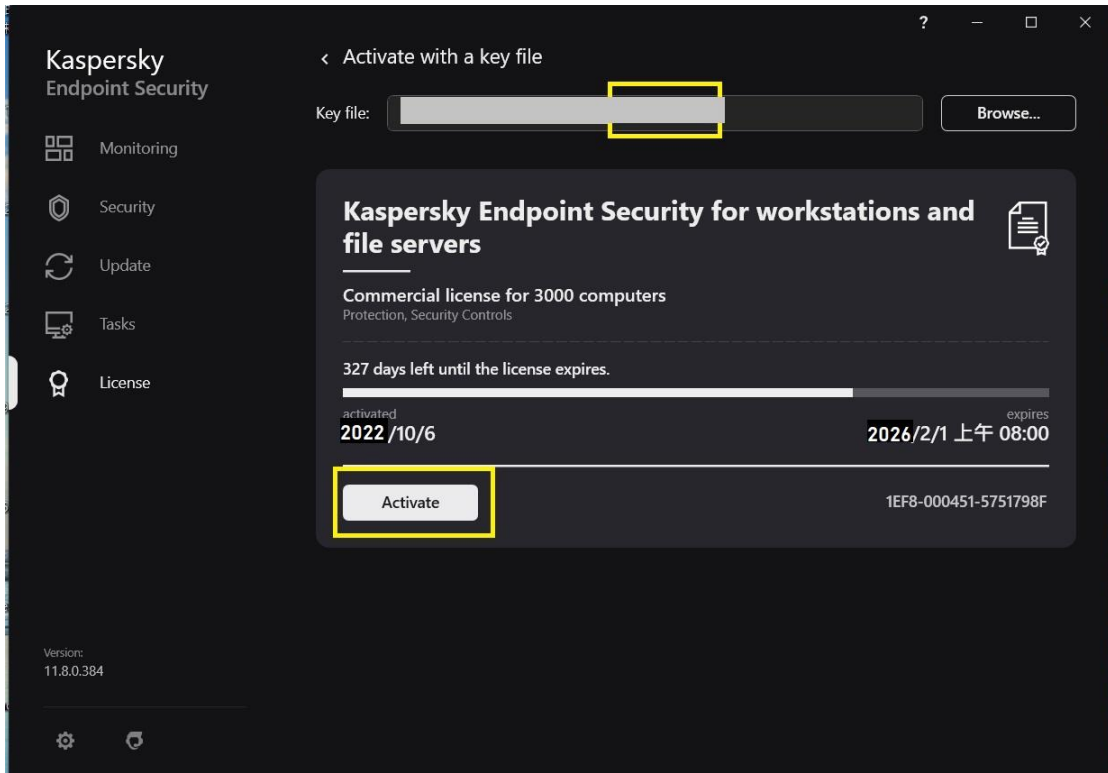 ?
Kaspersky
Endpoint Security
Monitoring
Security
Update
Tasks
License
Version:
11.8.0.384
Activate with a key file
Key file:
Browse...
Kaspersky Endpoint Security for workstations and
file servers
Commercial license for 3000 computers
Protection, Security Controls
327 days left until the license expires.
activated
2022/10/6
expires
2026/2/1 上午 08:00
Activate
1EF8-000451-5751798F